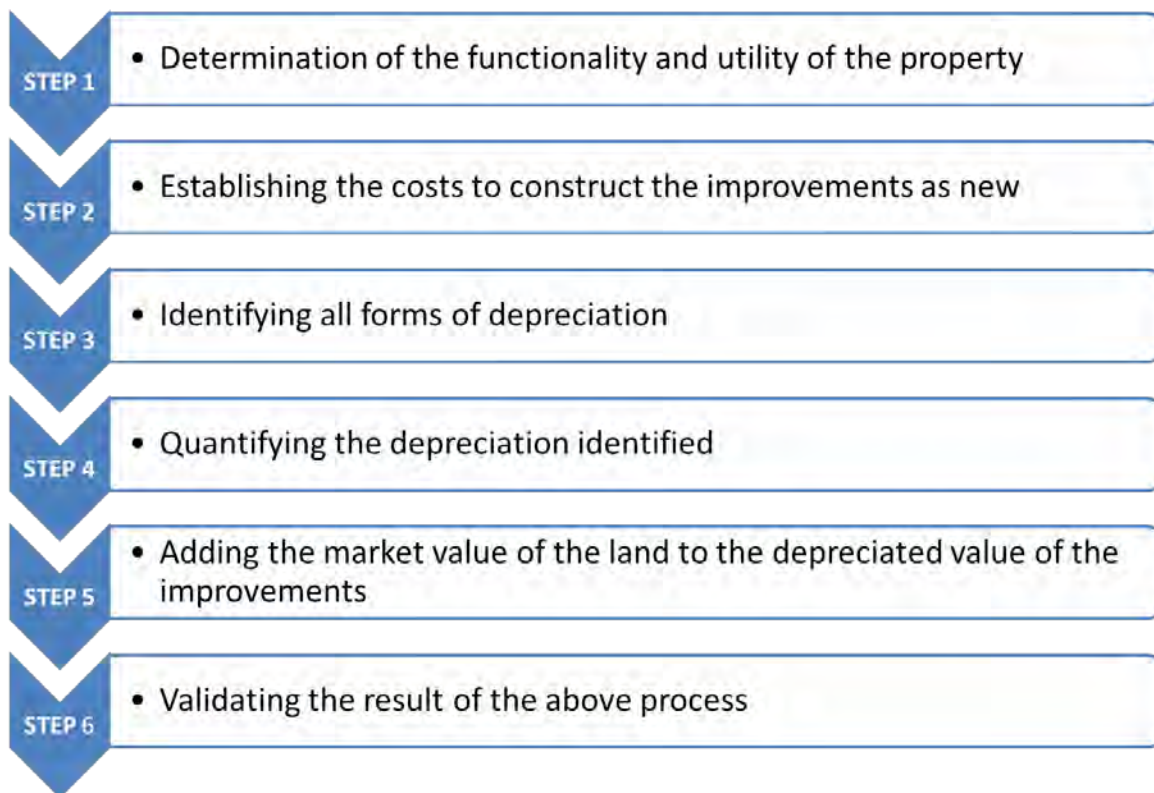 STEP 1
• Determination of the functionality and utility of the property
STEP 2
• Establishing the costs to construct the improvements as new
STEP 3
• Identifying all forms of depreciation
STEP 4
• Quantifying the depreciation identified
STEP 5
• Adding the market value of the land to the depreciated value of the
improvements
STEP 6
• Validating the result of the above process